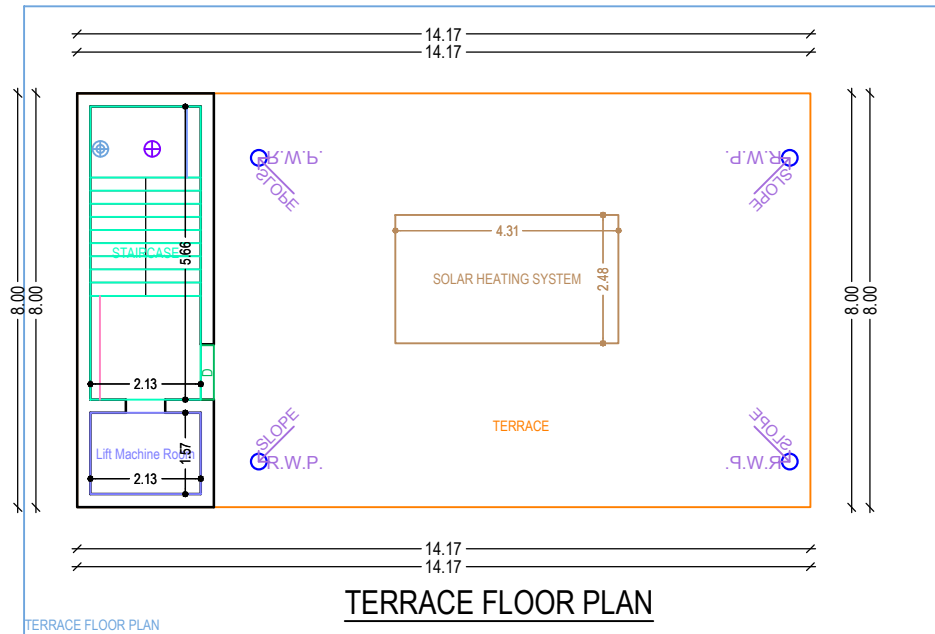 14.17
14.17
R.W.P.
R.W.P.
SLOPE
SLOPE
STAIRCASE
5.66
4.31
2.48
SOLAR HEATING SYSTEM
8.00
8.00
8.00
8.00
D
2.13
SLOPE
SLOPE
TERRACE
Lift Machine Room
1.57
R.W.P.
R.W.P.
2.13
14.17
14.17
TERRACE FLOOR PLAN
TERRACE FLOOR PLAN